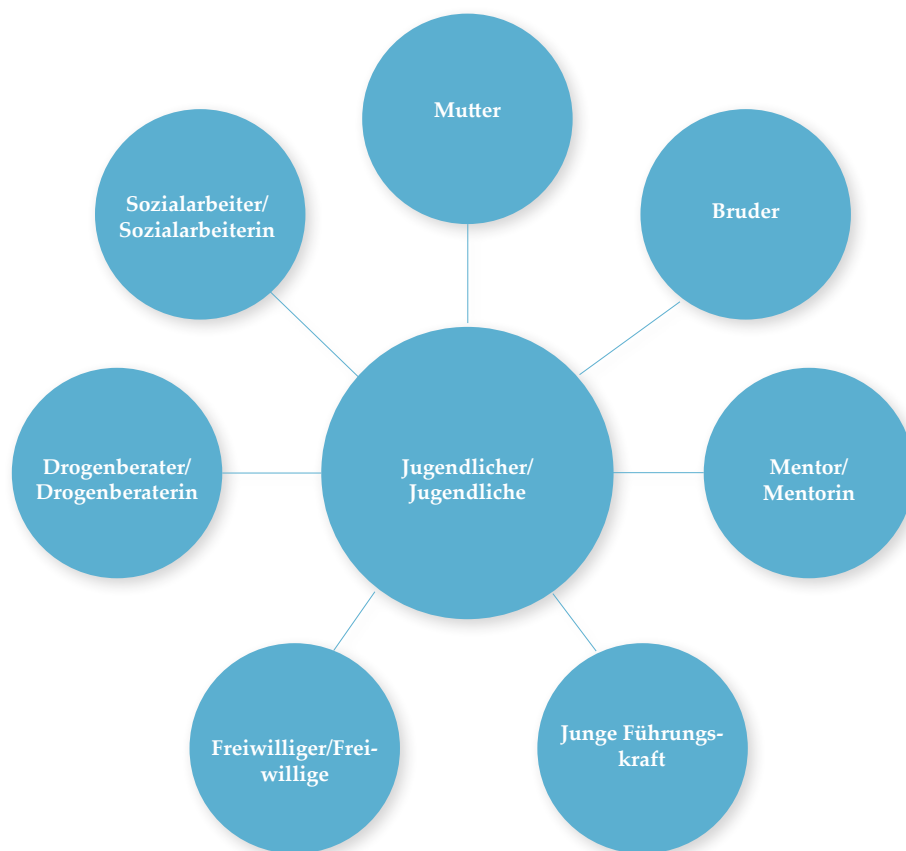 Mutter
Sozialarbeiter/
Sozialarbeiterin
Bruder
Drogenberater/
Drogenberaterin
Jugendlicher/
Jugendliche
Mentor/
Mentorin
Freiwilliger/Frei-
willige
Junge Führungs-
kraft